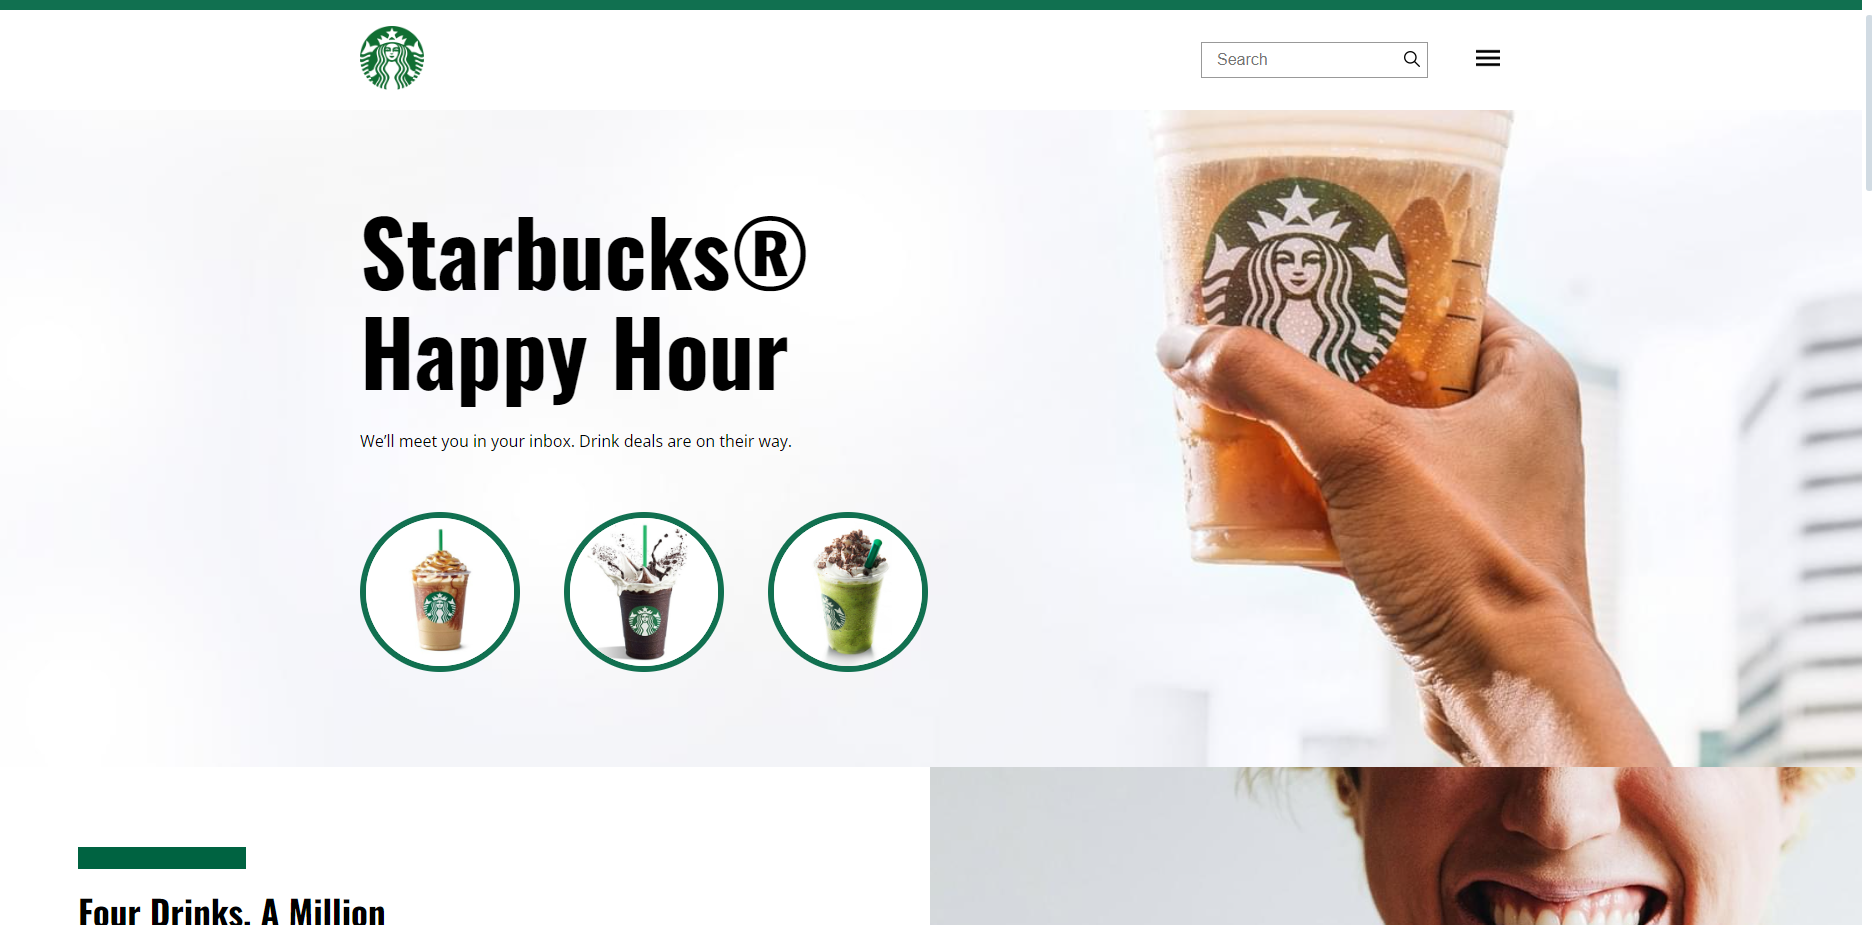 Search
Starbucks®
Happy Hour
We’ll meet you in your inbox. Drink deals are on their way.
Four Drinks. A Million